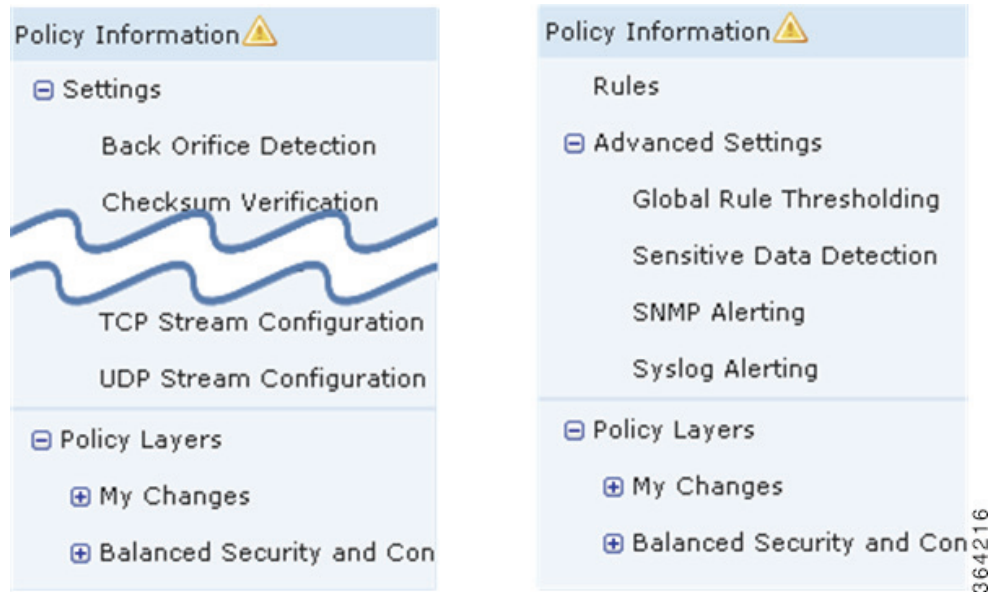 Policy Information
Settings
Back Orifice Detection
Checksum Verification
TCP Stream Configuration
UDP Stream Configuration
Policy Layers
My Changes
Balanced Security and Con
Policy Information
Rules
Advanced Settings
Global Rule Thresholding
Sensitive Data Detection
SNMP Alerting
Syslog Alerting
Policy Layers
My Changes
Balanced Security and Con
364216